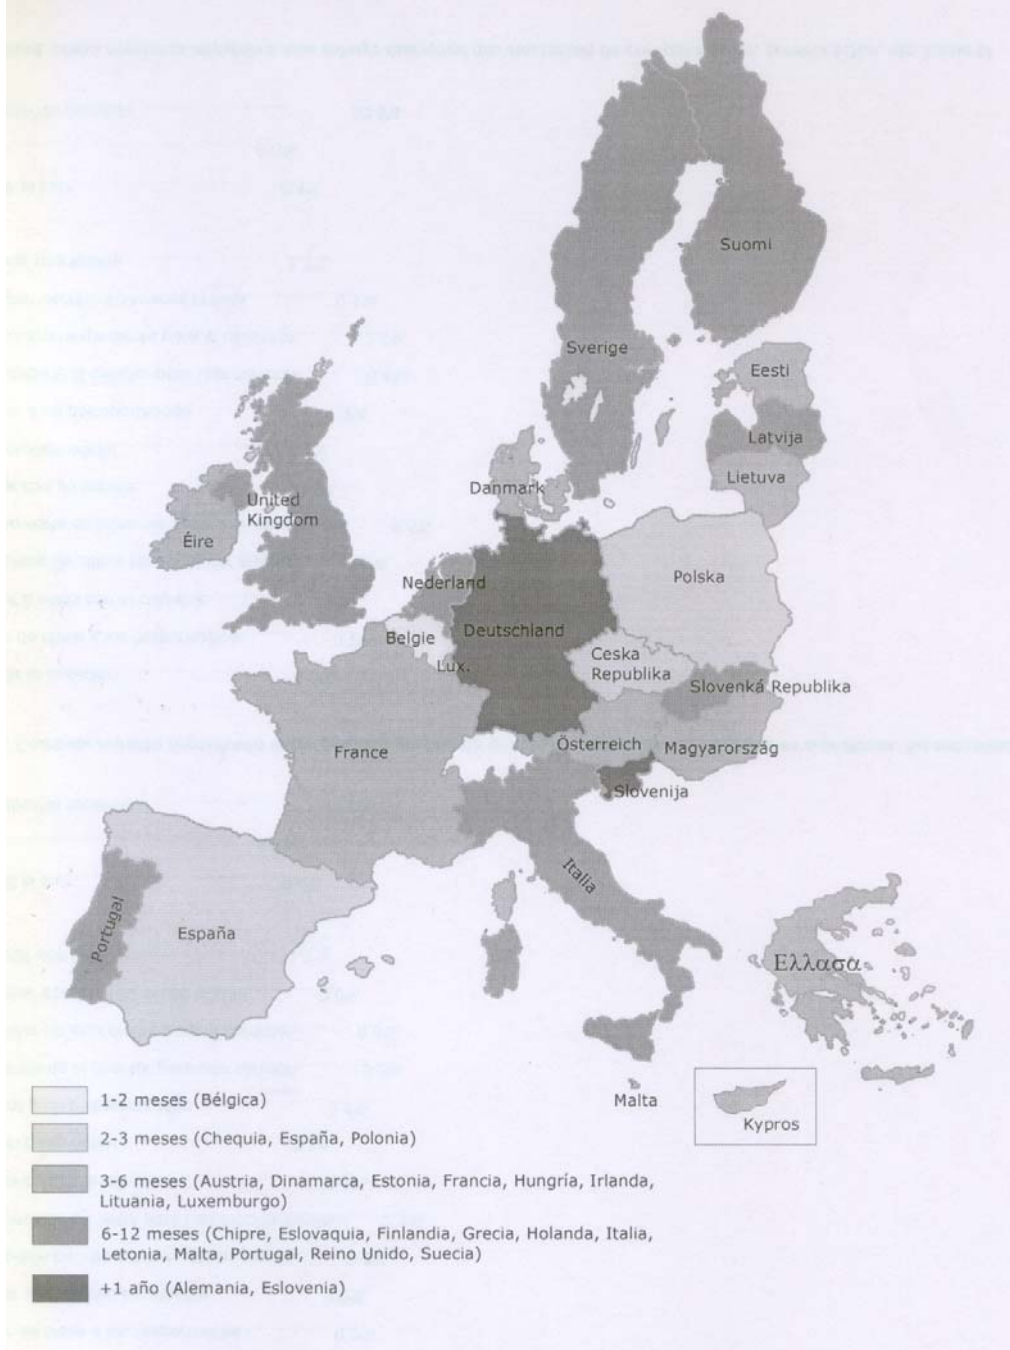 Suomi
Sverige
Eesti
Latvija
Lietuva
Danmark
United
Kingdom
Éire
Nederland
Polska
Belgie
Deutschland
Lux.
Ceska
Republika
Slovenká Republika
France
Österreich
Magyarország
Slovenija
Italia
Portugal
España
Ελλασα
Malta
Kypros
1-2 meses (Bélgica)
2-3 meses (Chequia, España, Polonia)
3-6 meses (Austria, Dinamarca, Estonia, Francia, Hungría, Irlanda,
Lituania, Luxemburgo)
6-12 meses (Chipre, Eslovaquia, Finlandia, Grecia, Holanda, Italia,
Letonia, Malta, Portugal, Reino Unido, Suecia)
+1 año (Alemania, Eslovenia)